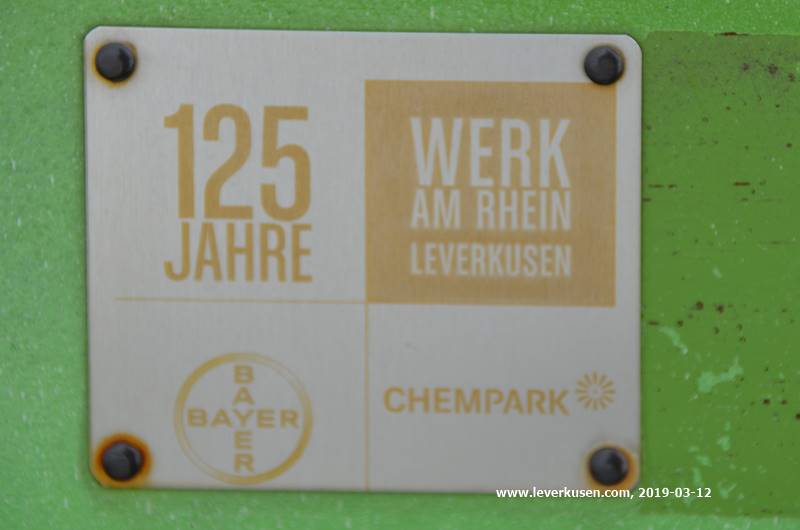 125
JAHRE
WERK
AM RHEIN
LEVERKUSEN
BAYER
BAYER
CHEMPARK
www.leverkusen.com, 2019-03-12